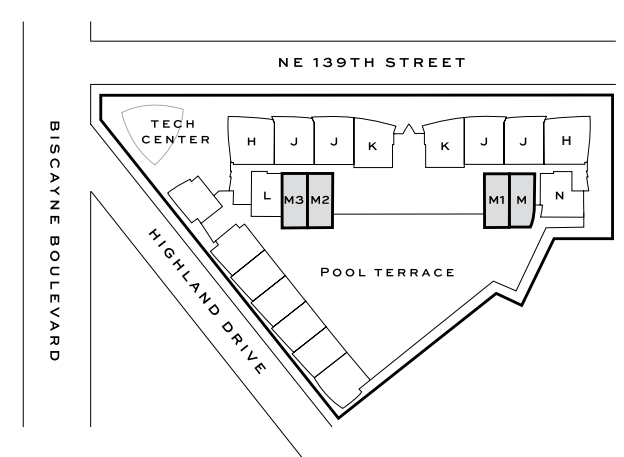 NE 139TH STREET
BISCAYNE BOULEVARD
TECH
CENTER
H
J
J
K
K
J
J
H
L
M3
M2
M1
M
N
HIGHLAND DRIVE
POOL TERRACE